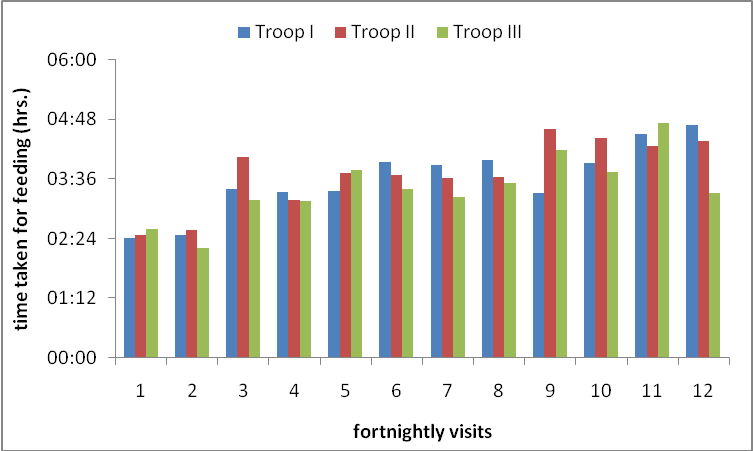 Troop I Troop II Troop III
time taken for feeding (hrs.)
06:00
04:48
03:36
02:24
01:12
00:00
1 2 3 4 5 6 7 8 9 10 11 12
fortnightly visits